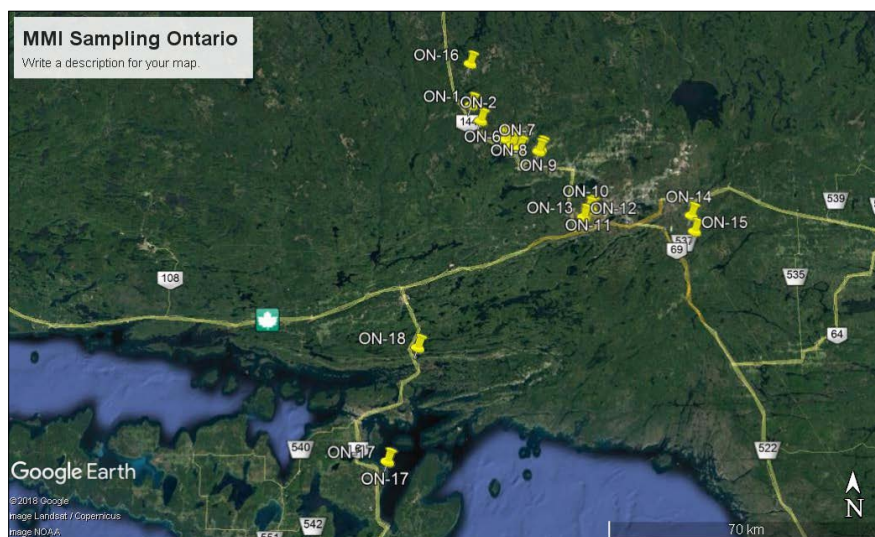 MMI Sampling Ontario
Write a description for your map.
ON-16
ON-1
ON-2
144
ON-7
ON-6
ON-8
ON-9
ON-10
ON-13
ON-12
ON-11
ON-14
ON-15
539
537
69
535
108
64
ON-18
540
ON-17
ON-17
522
542
551
Google Earth
©2018 Google
Image Landsat / Copernicus
Image NOAA
N
70 km